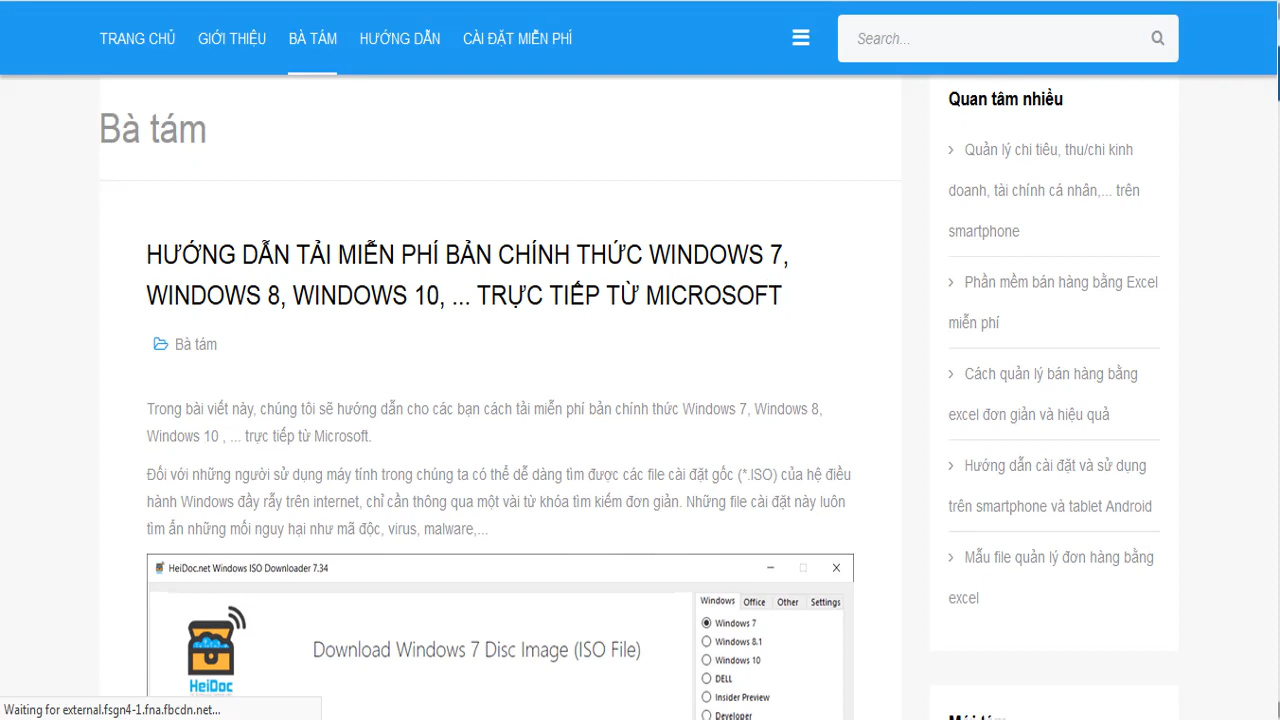 TRANG CHỦ GIỚI THIỆU BÀ TÁM HƯỚNG DẪN CÀI ĐẶT MIỄN PHÍ
Search...
Bà tám
HƯỚNG DẪN TẢI MIỄN PHÍ BẢN CHÍNH THỨC WINDOWS 7,
WINDOWS 8, WINDOWS 10, ... TRỰC TIẾP TỪ MICROSOFT
Bà tám
Trong bài viết này, chúng tôi sẽ hướng dẫn cho các bạn cách tải miễn phí bản chính thức Windows 7, Windows 8,
Windows 10 , ... trực tiếp từ Microsoft.
Đối với những người sử dụng máy tính trong chúng ta có thể dễ dàng tìm được các file cài đặt gốc (*.ISO) của hệ điều
hành Windows đầy rẫy trên internet, chỉ cần thông qua một vài từ khóa tìm kiếm đơn giản. Những file cài đặt này luôn
tìm ẩn những mối nguy hại như mã độc, virus, malware,...
HeiDoc.net Windows ISO Downloader 7.34
HeiDoc
Download Windows 7 Disc Image (ISO File)
Windows Office Other Settings
Windows 7
Windows 8.1
Windows 10
DELL
Insider Preview
Developer
Quan tâm nhiều
Quản lý chi tiêu, thu/chi kinh
doanh, tài chính cá nhân,... trên
smartphone
Phần mềm bán hàng bằng Excel
miễn phí
Cách quản lý bán hàng bằng
excel đơn giản và hiệu quả
Hướng dẫn cài đặt và sử dụng
trên smartphone và tablet Android
Mẫu file quản lý đơn hàng bằng
excel
Waiting for external.fsgn4-1.fna.fbcdn.net...